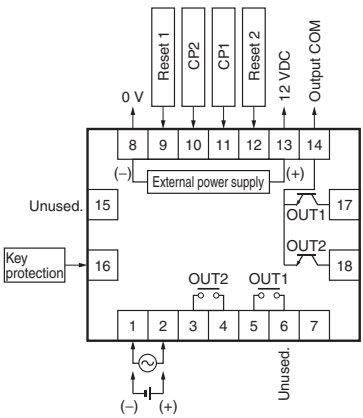 0 V
Reset 1
CP2
CP1
Reset 2
12 VDC
Output COM
8
9
10
11
12
13
14
(−)
External power supply
(+)
Unused.
15
OUT1
17
Key
protection
16
OUT2
18
OUT2
OUT1
1
2
3
4
5
6
7
Unused.
(−)
(+)